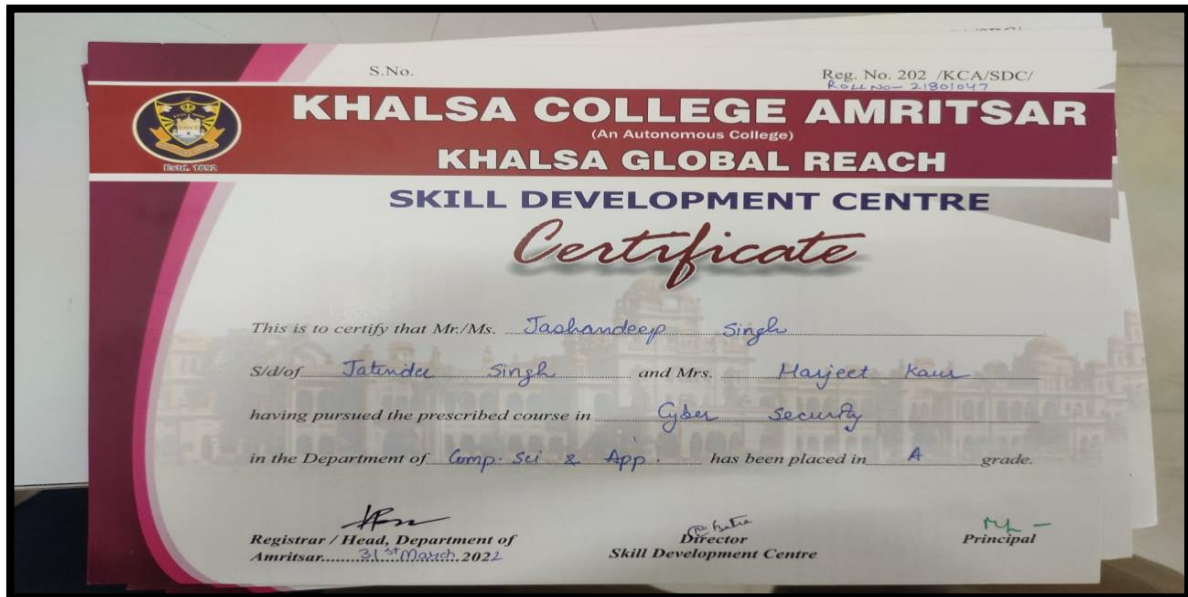 S.No.
Reg. No. 202 /KCA/SDC/
ROLL NO- 21801047
KHALSA COLLEGE AMRITSAR
(An Autonomous College)
KHALSA GLOBAL REACH
Estd. 1892
SKILL DEVELOPMENT CENTRE
Certificate
This is to certify that Mr./Ms. Jashandeep Singh
S/d/of Jatinder Singh and Mrs. Harjeet Kaur
having pursued the prescribed course in Cyber Security
in the Department of Comp. Sci & App. has been placed in A grade.
Registrar / Head, Department of
Amritsar......31st March 2022
Director
Skill Development Centre
Principal